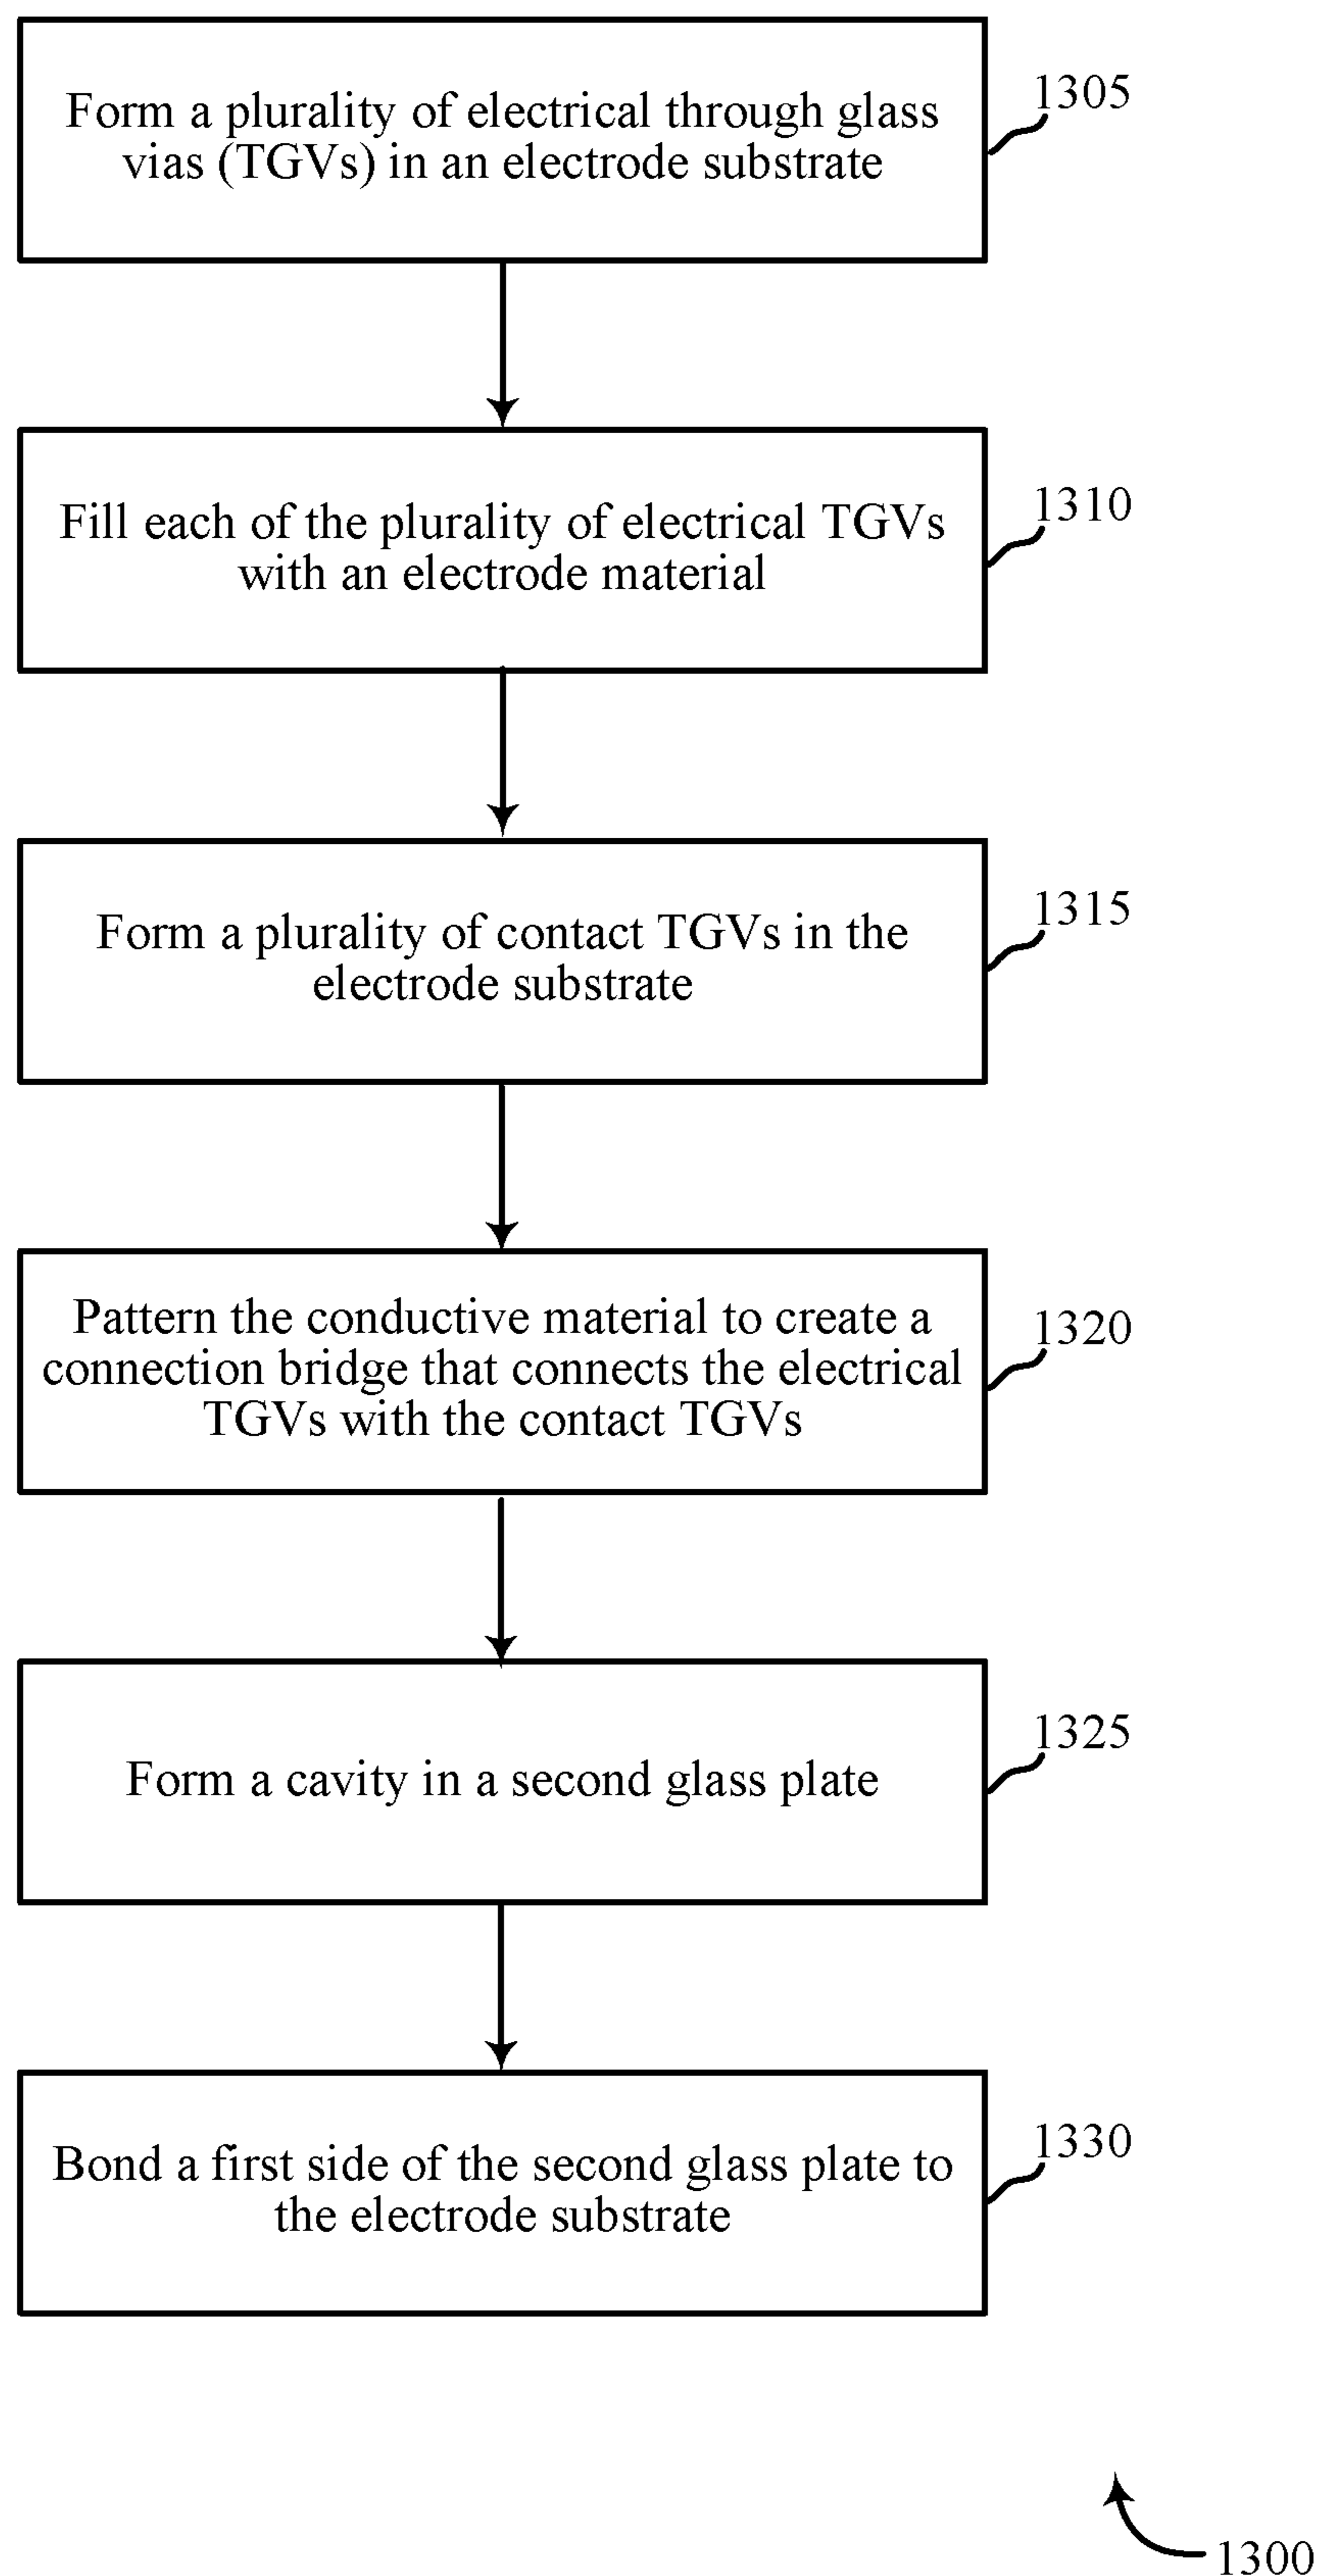 Form a plurality of electrical through glass
vias (TGVs) in an electrode substrate
1305
Fill each of the plurality of electrical TGVs
with an electrode material
1310
Form a plurality of contact TGVs in the
electrode substrate
1315
Pattern the conductive material to create a
connection bridge that connects the electrical
TGVs with the contact TGVs
1320
Form a cavity in a second glass plate
1325
Bond a first side of the second glass plate to
the electrode substrate
1330
1300